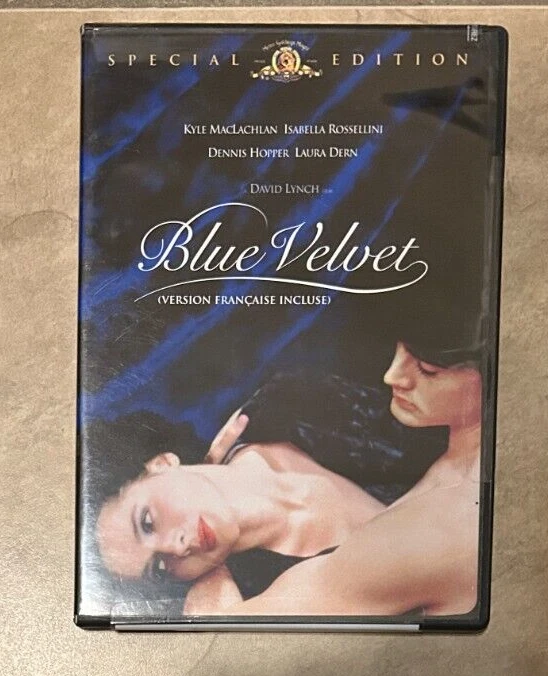 SPECIAL EDITION
KYLE MACLACHLAN ISABELLA ROSSELLINI
DENNIS HOPPER LAURA DERN
DAVID LYNCH
Blue Velvet
(VERSION FRANÇAISE INCLUSE)